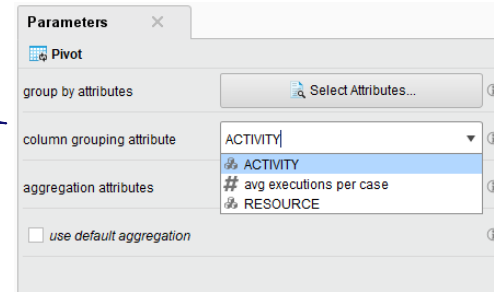 Parameters
Pivot
group by attributes
Select Attributes...
column grouping attribute
ACTIVITY
ACTIVITY
# avg executions per case
RESOURCE
aggregation attributes
use default aggregation